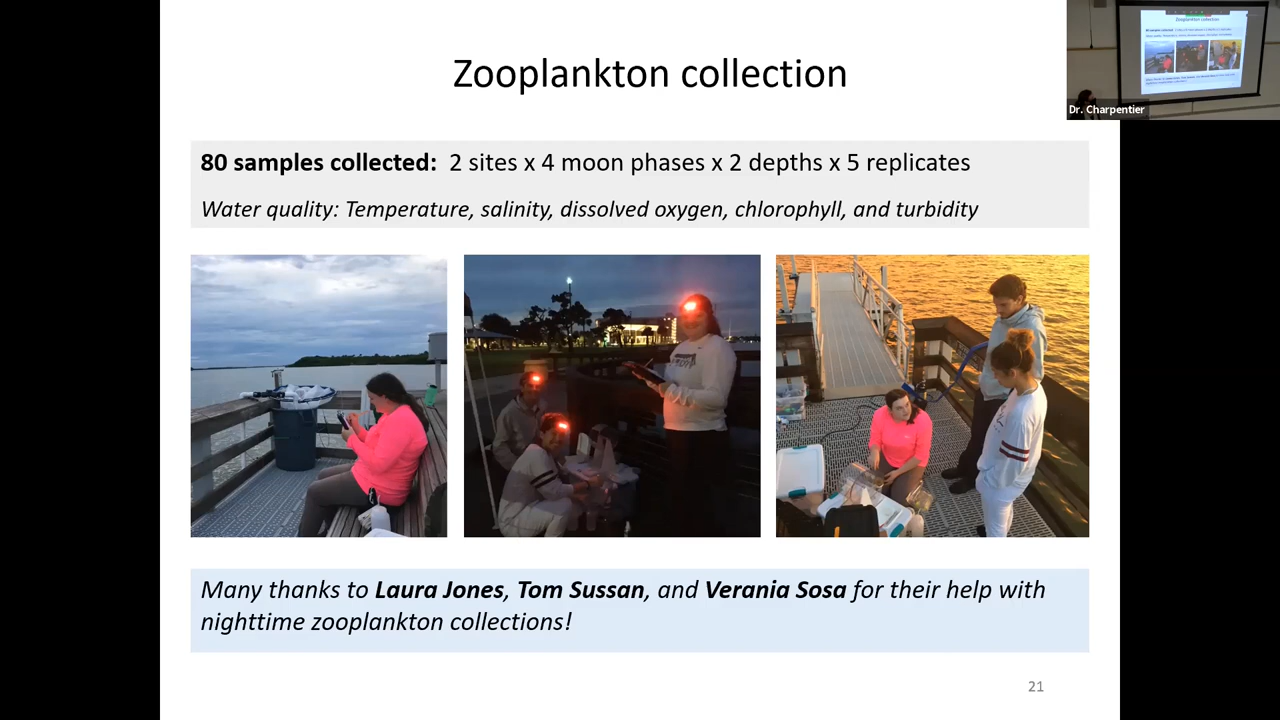 Zooplankton collection
Dr. Charpentier
80 samples collected: 2 sites x 4 moon phases x 2 depths x 5 replicates
Water quality: Temperature, salinity, dissolved oxygen, chlorophyll, and turbidity
Many thanks to Laura Jones, Tom Sussan, and Verania Sosa for their help with
nighttime zooplankton collections!
21